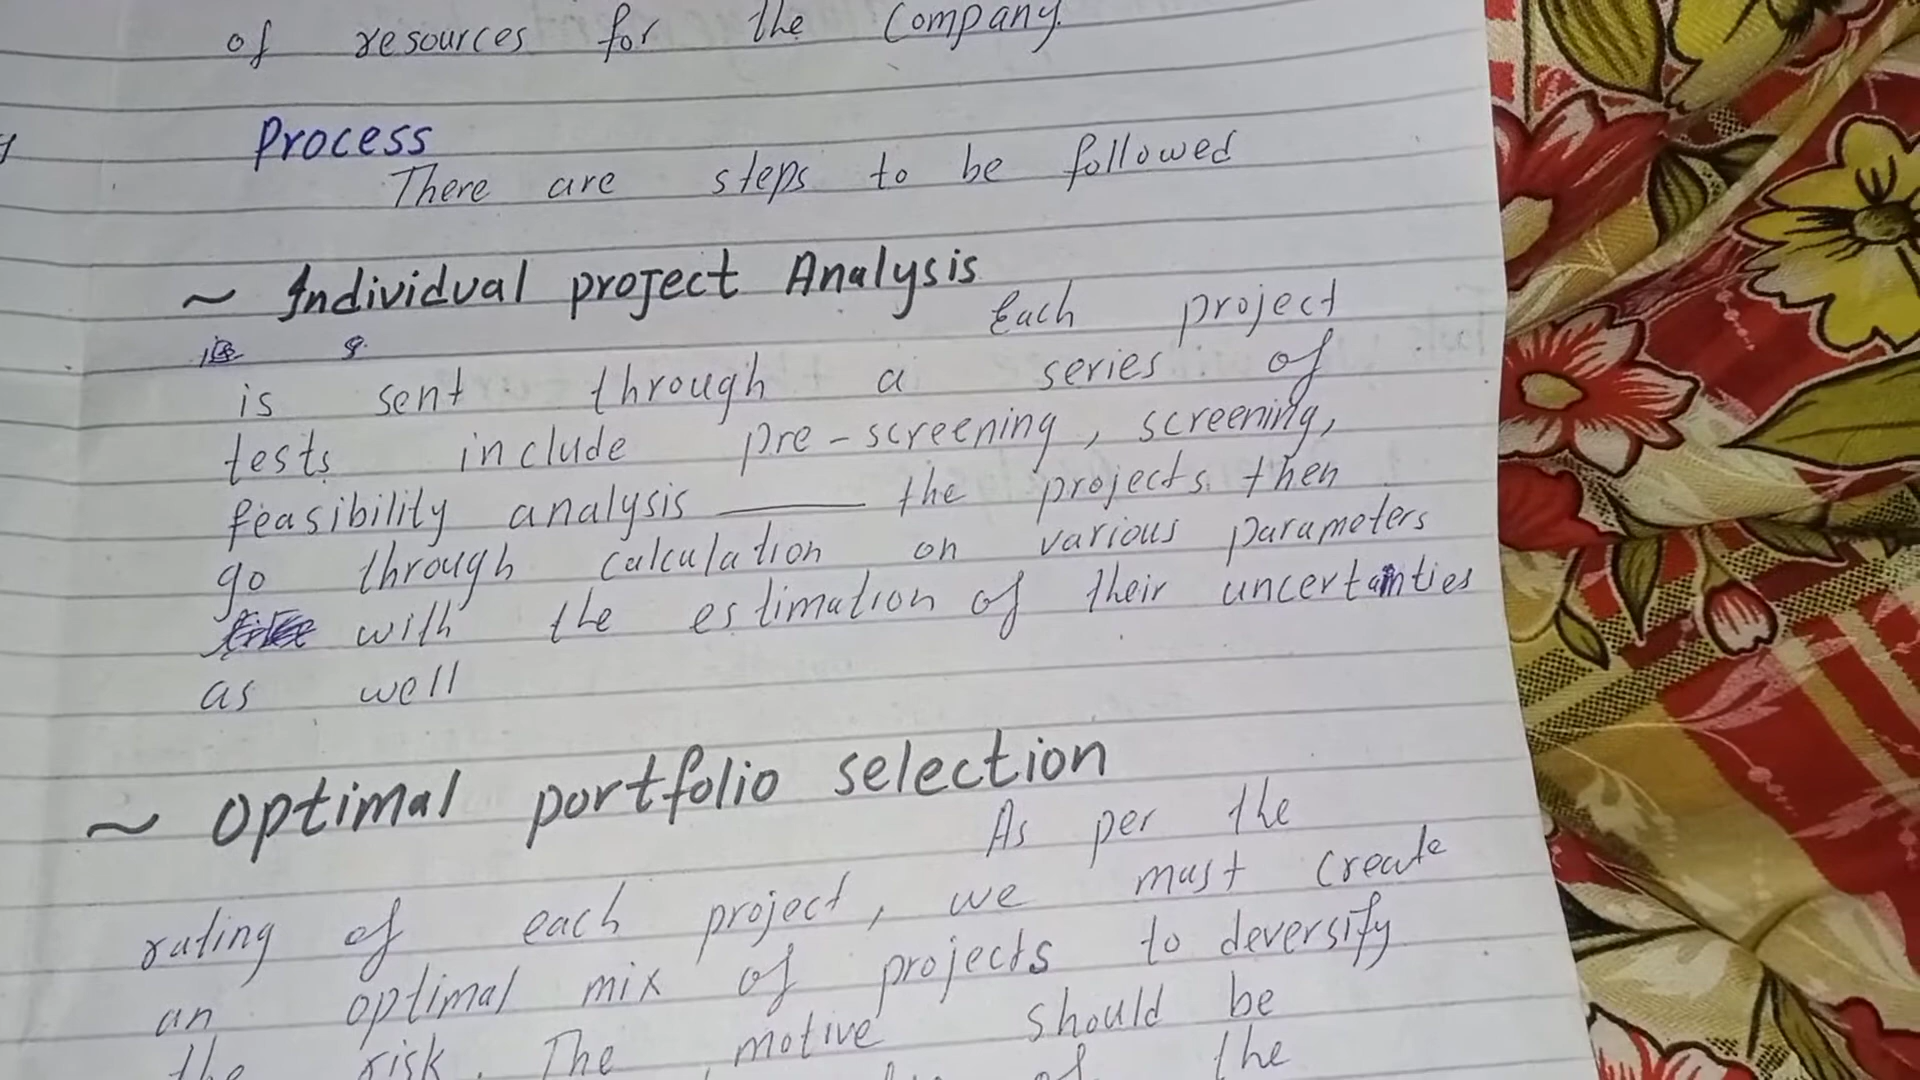 of resources for the Company.
Process
There are steps to be followed
~ Individual project Analysis
Each project
is sent through a series of
tests include pre-screening, screening,
feasibility analysis ——— the projects then
go through calculation on various parameters
with the estimation of their uncertainties
as well
~ Optimal portfolio selection
As per the
rating of each project, we must create
an optimal mix of projects to deversify
the risk. The motive should be
of the